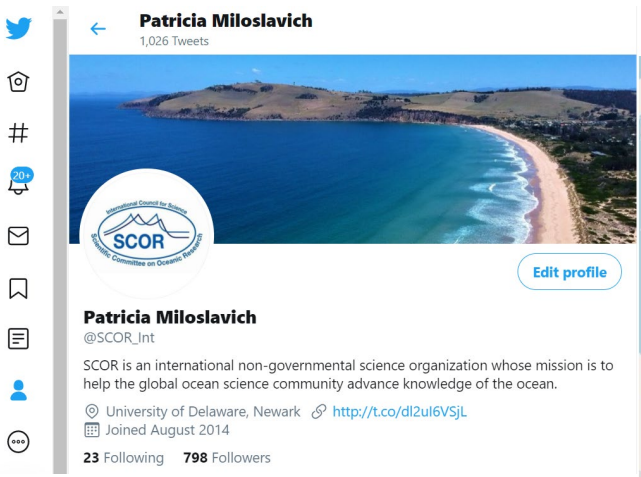 Patricia Miloslavich
1,026 Tweets
20+
International Council for Science
SCOR
Scientific Committee on Oceanic Research
Edit profile
Patricia Miloslavich
@SCOR_Int
SCOR is an international non-governmental science organization whose mission is to
help the global ocean science community advance knowledge of the ocean.
University of Delaware, Newark http://t.co/dl2ul6VSjL
Joined August 2014
23 Following 798 Followers